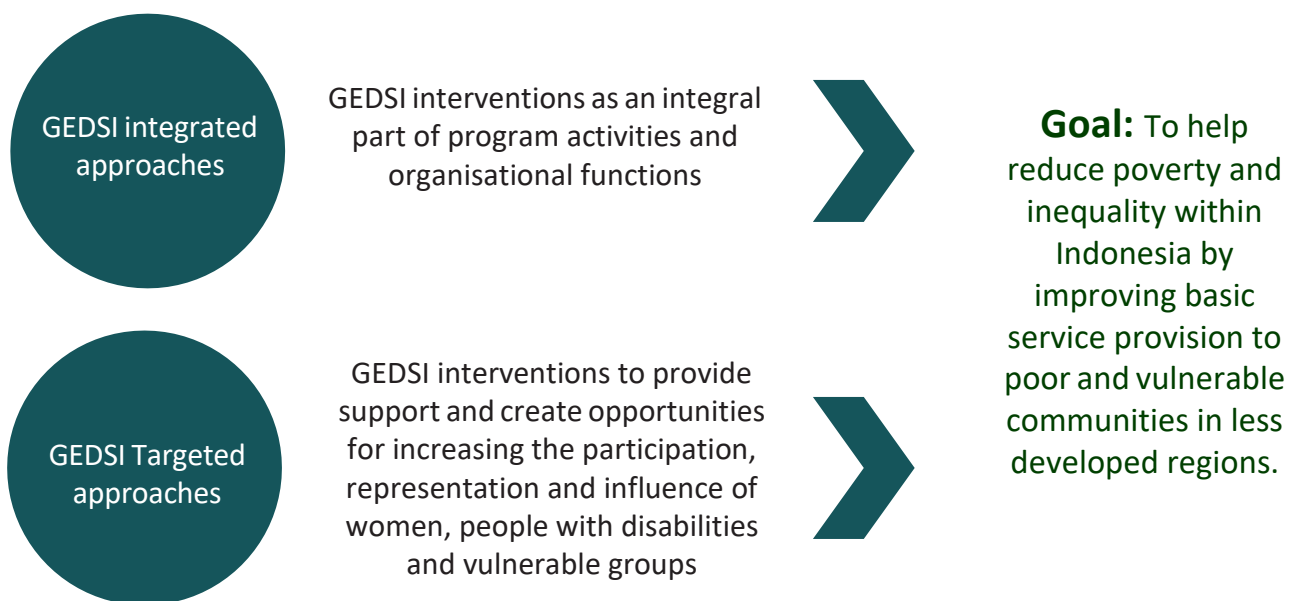 GEDSI integrated
approaches
GEDSI interventions as an integral
part of program activities and
organisational functions
GEDSI Targeted
approaches
GEDSI interventions to provide
support and create opportunities
for increasing the participation,
representation and influence of
women, people with disabilities
and vulnerable groups
Goal: To help
reduce poverty and
inequality within
Indonesia by
improving basic
service provision to
poor and vulnerable
communities in less
developed regions.